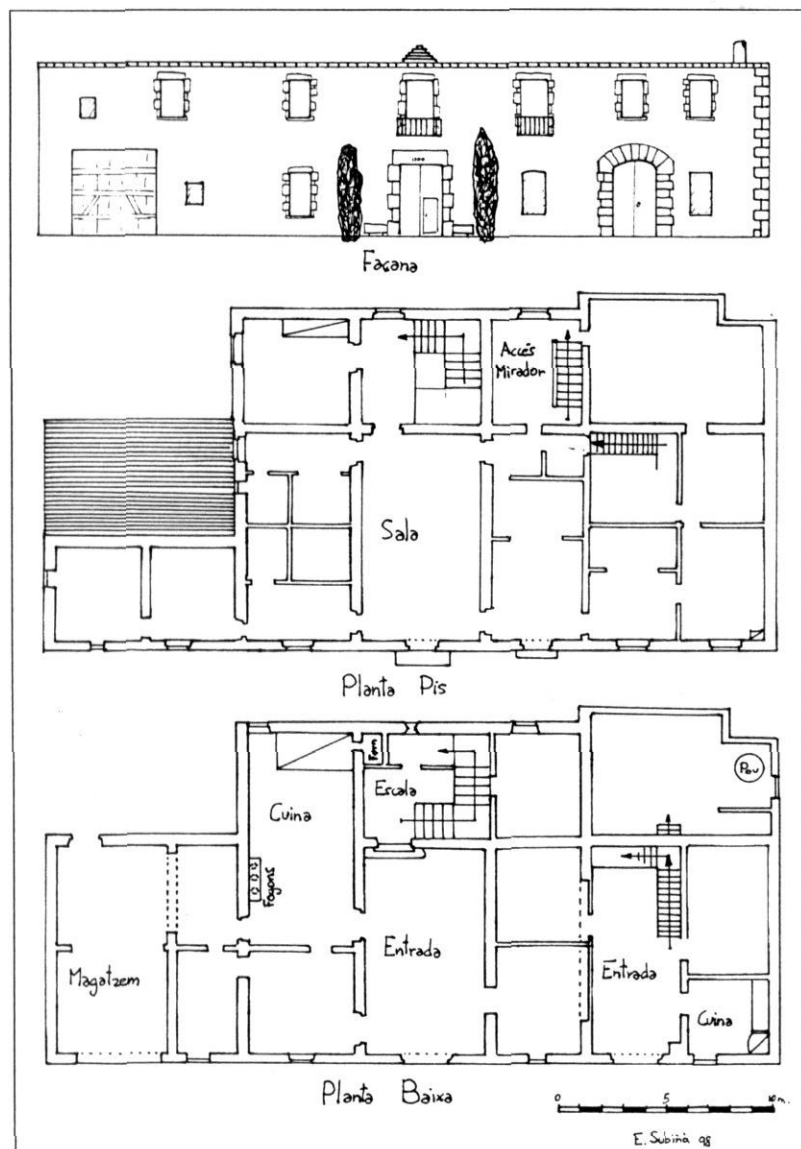 Façana
Accés
Mirador
Sala
Planta Pis
Forn
Pou
Escala
Cuina
Fogons
Entrada
Magatzem
Entrada
Cuina
Planta Baixa
0 5 10 m.
E. Subiñà 98